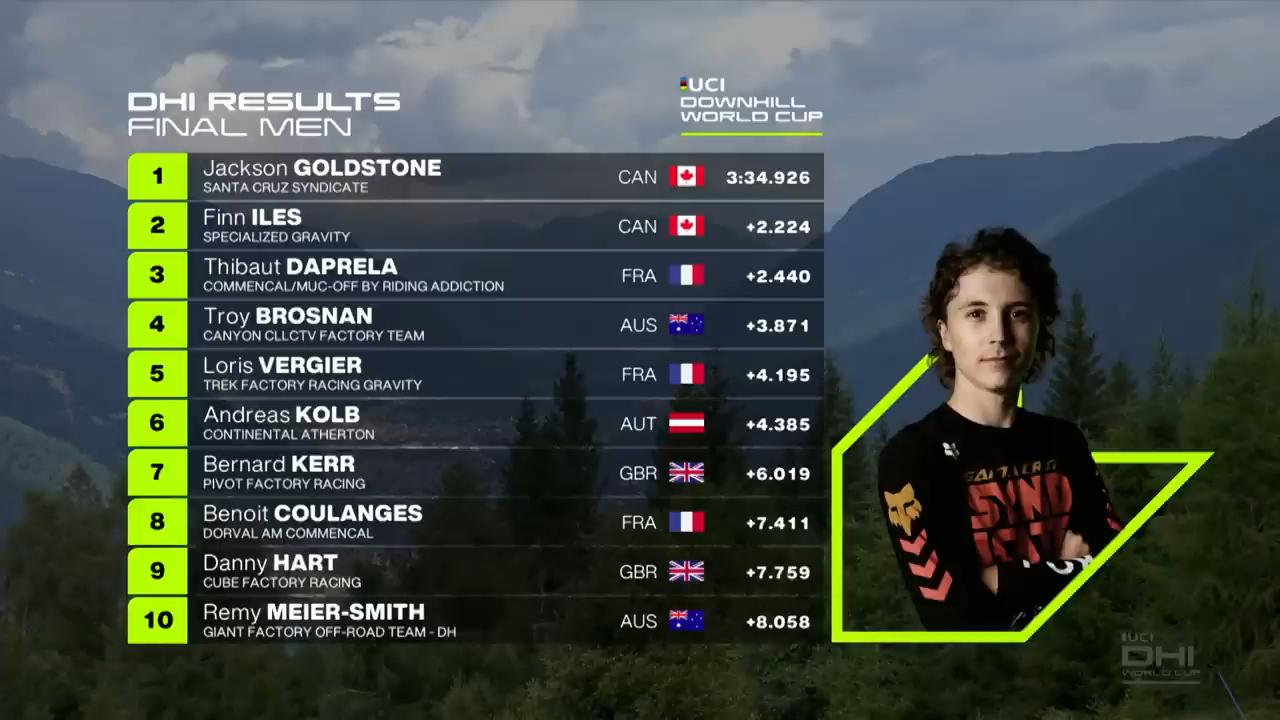 DHI RESULTS
FINAL MEN
UCI
DOWNHILL
WORLD CUP
1 Jackson GOLDSTONE CAN 3:34.926
SANTA CRUZ SYNDICATE
2 Finn ILES CAN +2.224
SPECIALIZED GRAVITY
3 Thibaut DAPRELA FRA +2.440
COMMENCAL/MUC-OFF BY RIDING ADDICTION
4 Troy BROSNAN AUS +3.871
CANYON CLLCTV FACTORY TEAM
5 Loris VERGIER FRA +4.195
TREK FACTORY RACING GRAVITY
6 Andreas KOLB AUT +4.385
CONTINENTAL ATHERTON
7 Bernard KERR GBR +6.019
PIVOT FACTORY RACING
8 Benoit COULANGES FRA +7.411
DORVAL AM COMMENCAL
9 Danny HART GBR +7.759
CUBE FACTORY RACING
10 Remy MEIER-SMITH AUS +8.058
GIANT FACTORY OFF-ROAD TEAM - DH
UCI
DHI
WORLD CUP